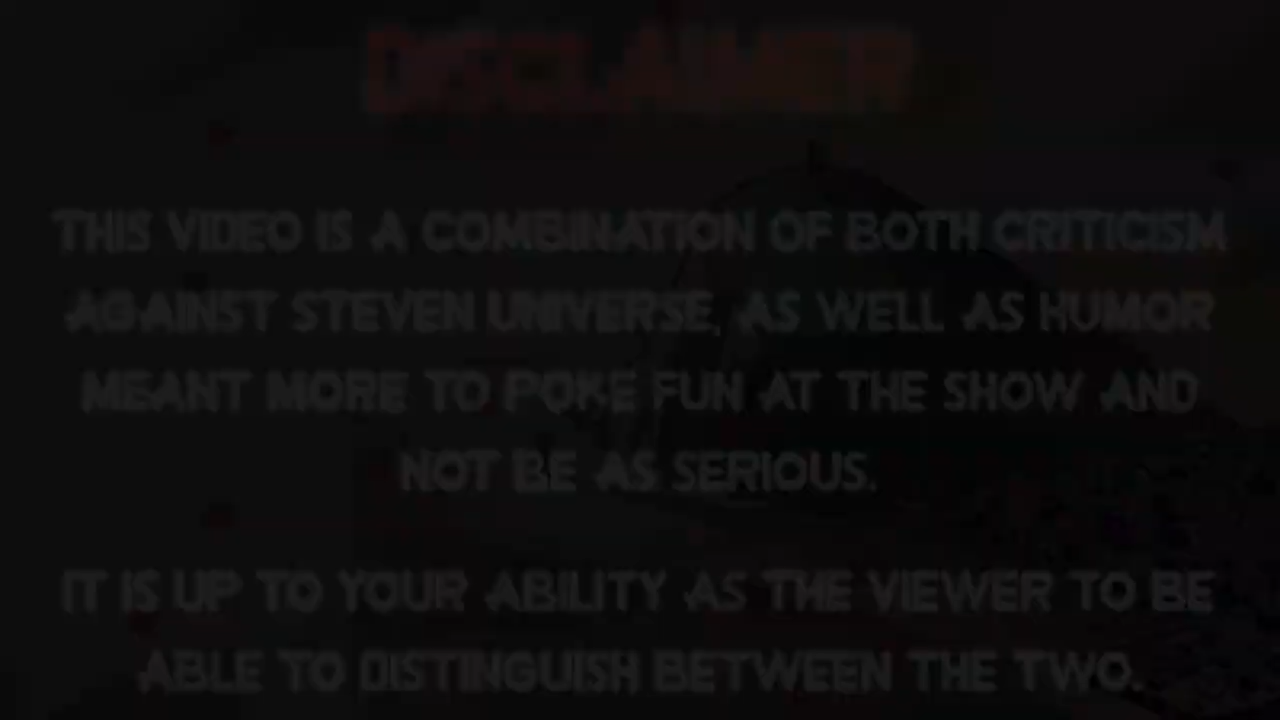 DISCLAIMER
THIS VIDEO IS A COMBINATION OF BOTH CRITICISM
AGAINST STEVEN UNIVERSE, AS WELL AS HUMOR
MEANT MORE TO POKE FUN AT THE SHOW AND
NOT BE AS SERIOUS.
IT IS UP TO YOUR ABILITY AS THE VIEWER TO BE
ABLE TO DISTINGUISH BETWEEN THE TWO.